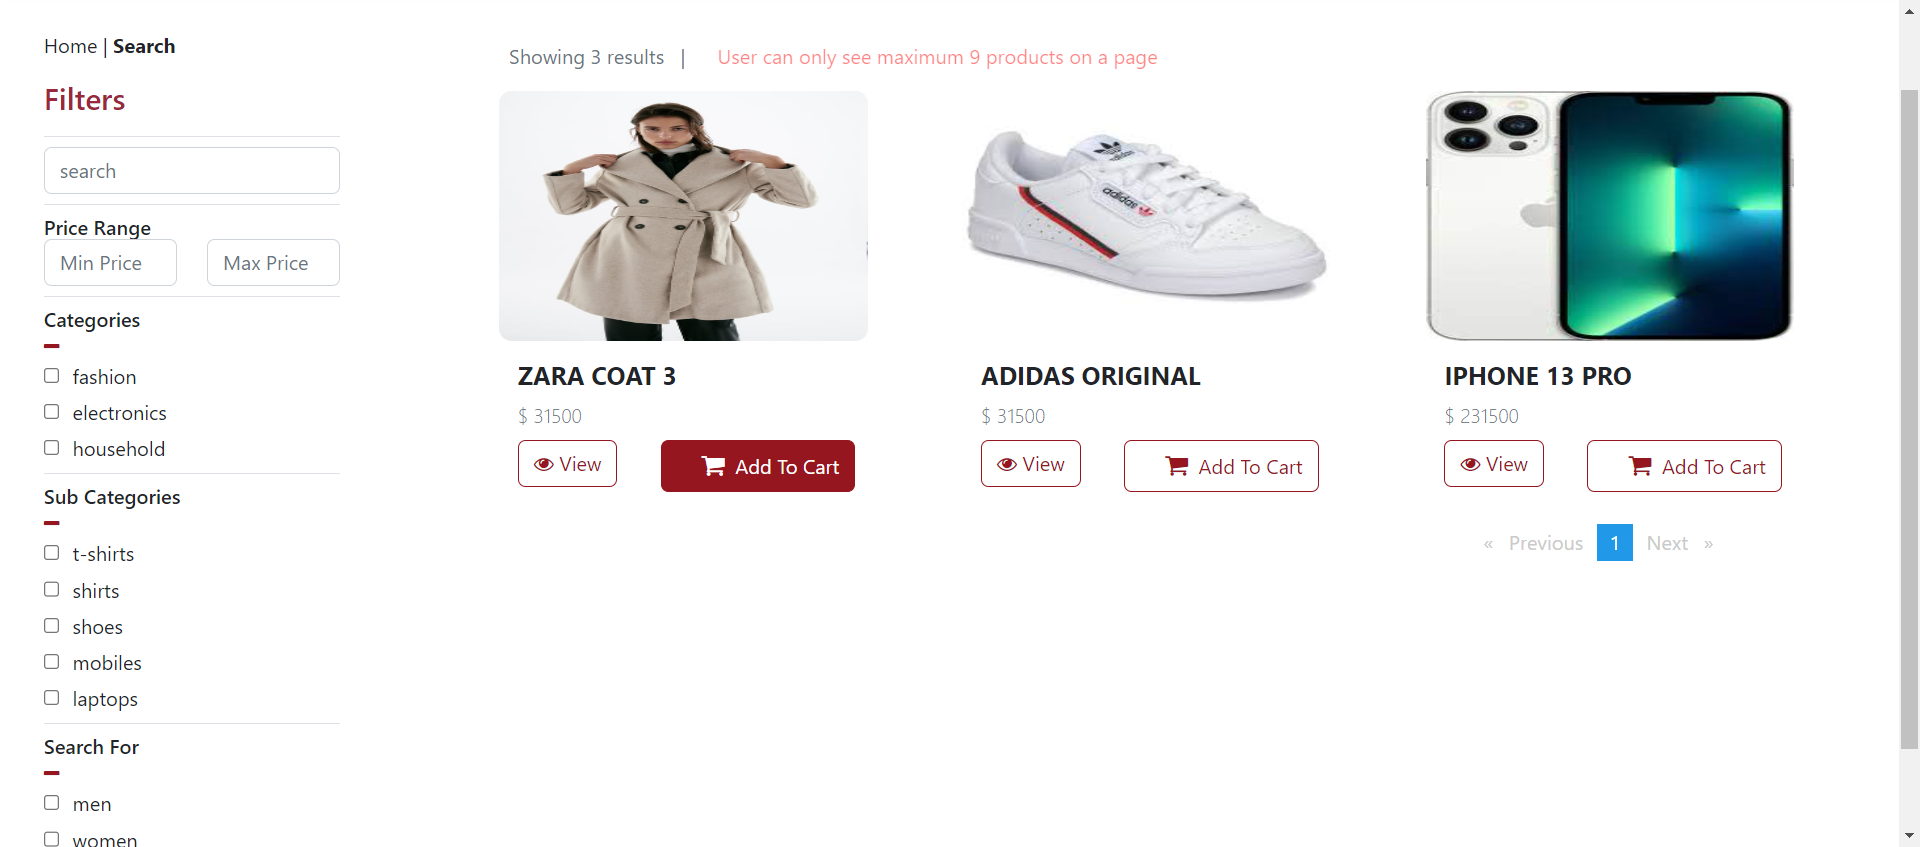 Home | Search
Filters
search
Price Range
Min Price Max Price
Categories
fashion
electronics
household
Sub Categories
t-shirts
shirts
shoes
mobiles
laptops
Search For
men
women
Showing 3 results | User can only see maximum 9 products on a page
adidas
adidas
ZARA COAT 3
$ 31500
View Add To Cart
ADIDAS ORIGINAL
$ 31500
View Add To Cart
IPHONE 13 PRO
$ 231500
View Add To Cart
« Previous 1 Next »